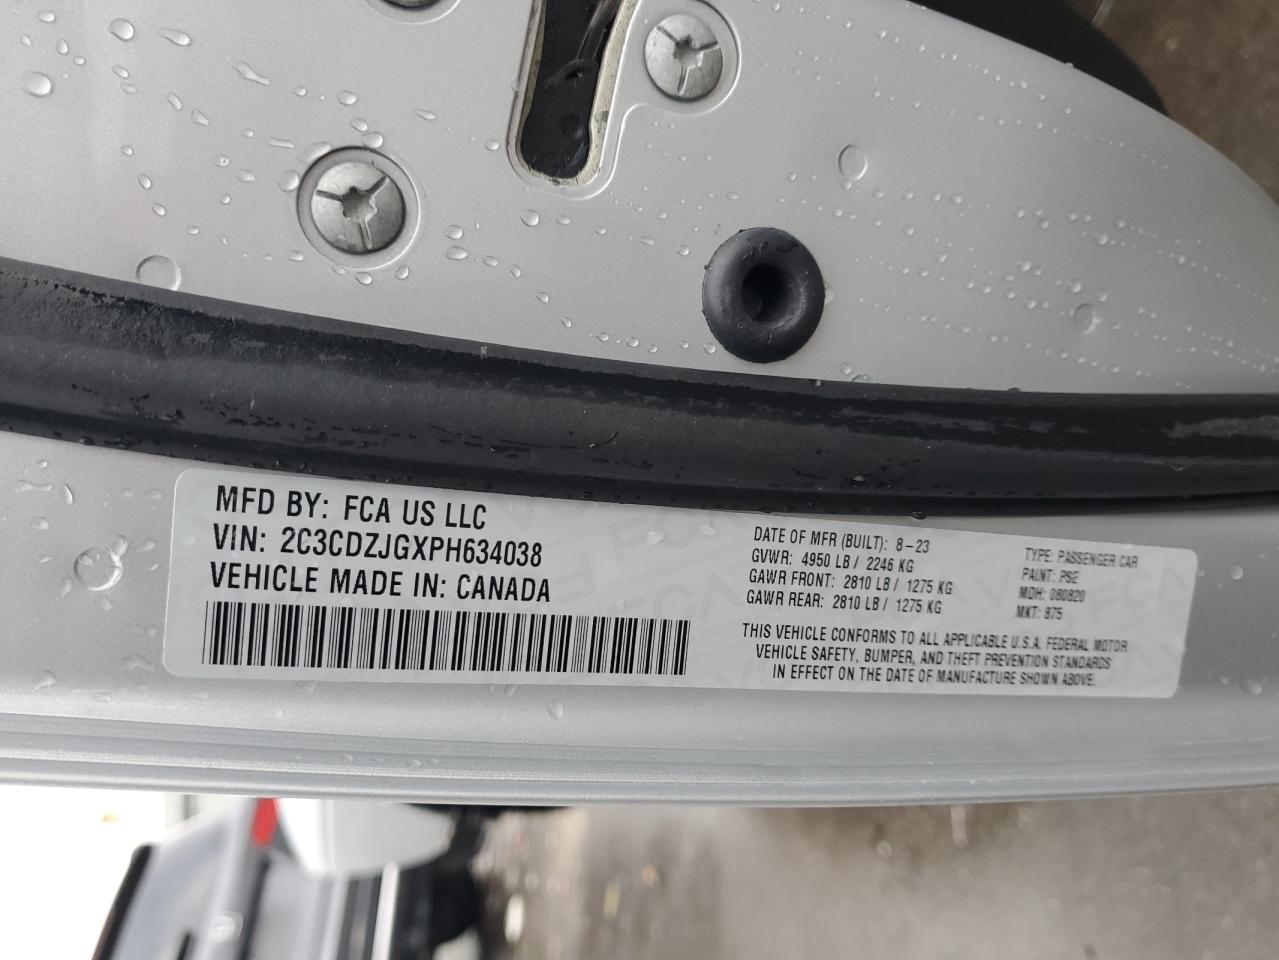 MFD BY: FCA US LLC
VIN: 2C3CDZJGXPH634038
VEHICLE MADE IN: CANADA
DATE OF MFR (BUILT): 8-23
GVWR: 4950 LB / 2246 KG
GAWR FRONT: 2810 LB / 1275 KG
GAWR REAR: 2810 LB / 1275 KG
TYPE: PASSENGER CAR
PAINT: PSE
MDH: 080820
MKT: 875
THIS VEHICLE CONFORMS TO ALL APPLICABLE U.S.A. FEDERAL MOTOR
VEHICLE SAFETY, BUMPER, AND THEFT PREVENTION STANDARDS
IN EFFECT ON THE DATE OF MANUFACTURE SHOWN ABOVE.